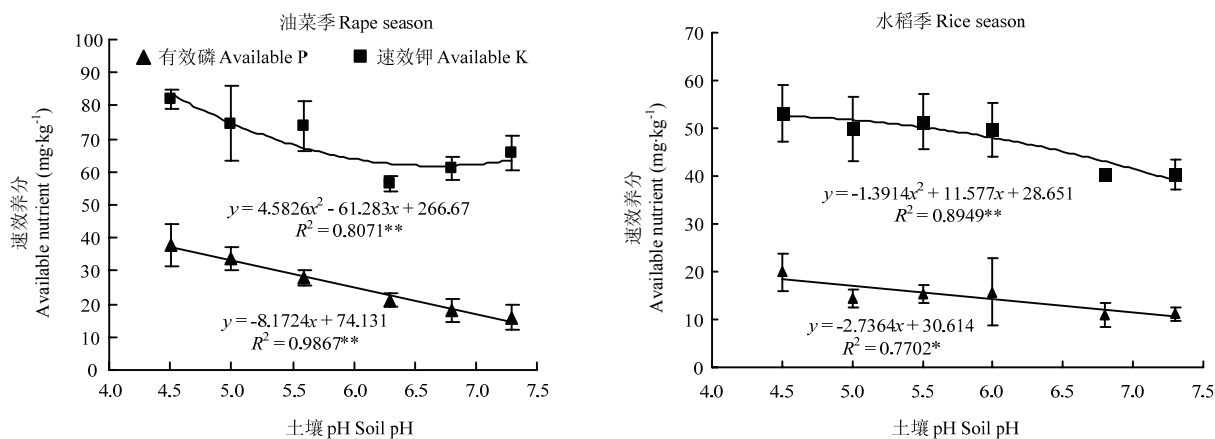 油菜季 Rape season
100
90
80
70
60
50
40
30
20
10
0
▲ 有效磷 Available P ■ 速效钾 Available K
速效养分
Available nutrient (mg·kg⁻¹)
y = 4.5826x² - 61.283x + 266.67
R² = 0.8071**
y = -8.1724x + 74.131
R² = 0.9867**
4.0 4.5 5.0 5.5 6.0 6.5 7.0 7.5
土壤 pH Soil pH
水稻季 Rice season
70
60
50
40
30
20
10
0
速效养分
Available nutrient (mg·kg⁻¹)
y = -1.3914x² + 11.577x + 28.651
R² = 0.8949**
y = -2.7364x + 30.614
R² = 0.7702*
4.0 4.5 5.0 5.5 6.0 6.5 7.0 7.5
土壤 pH Soil pH